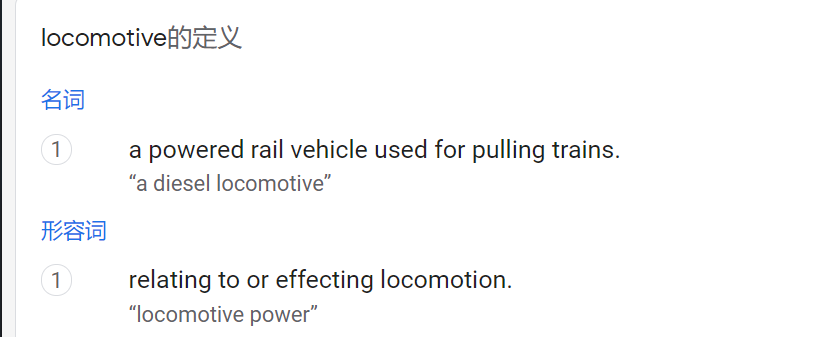 locomotive的定义
名词
1 a powered rail vehicle used for pulling trains.
“a diesel locomotive”
形容词
1 relating to or effecting locomotion.
“locomotive power”